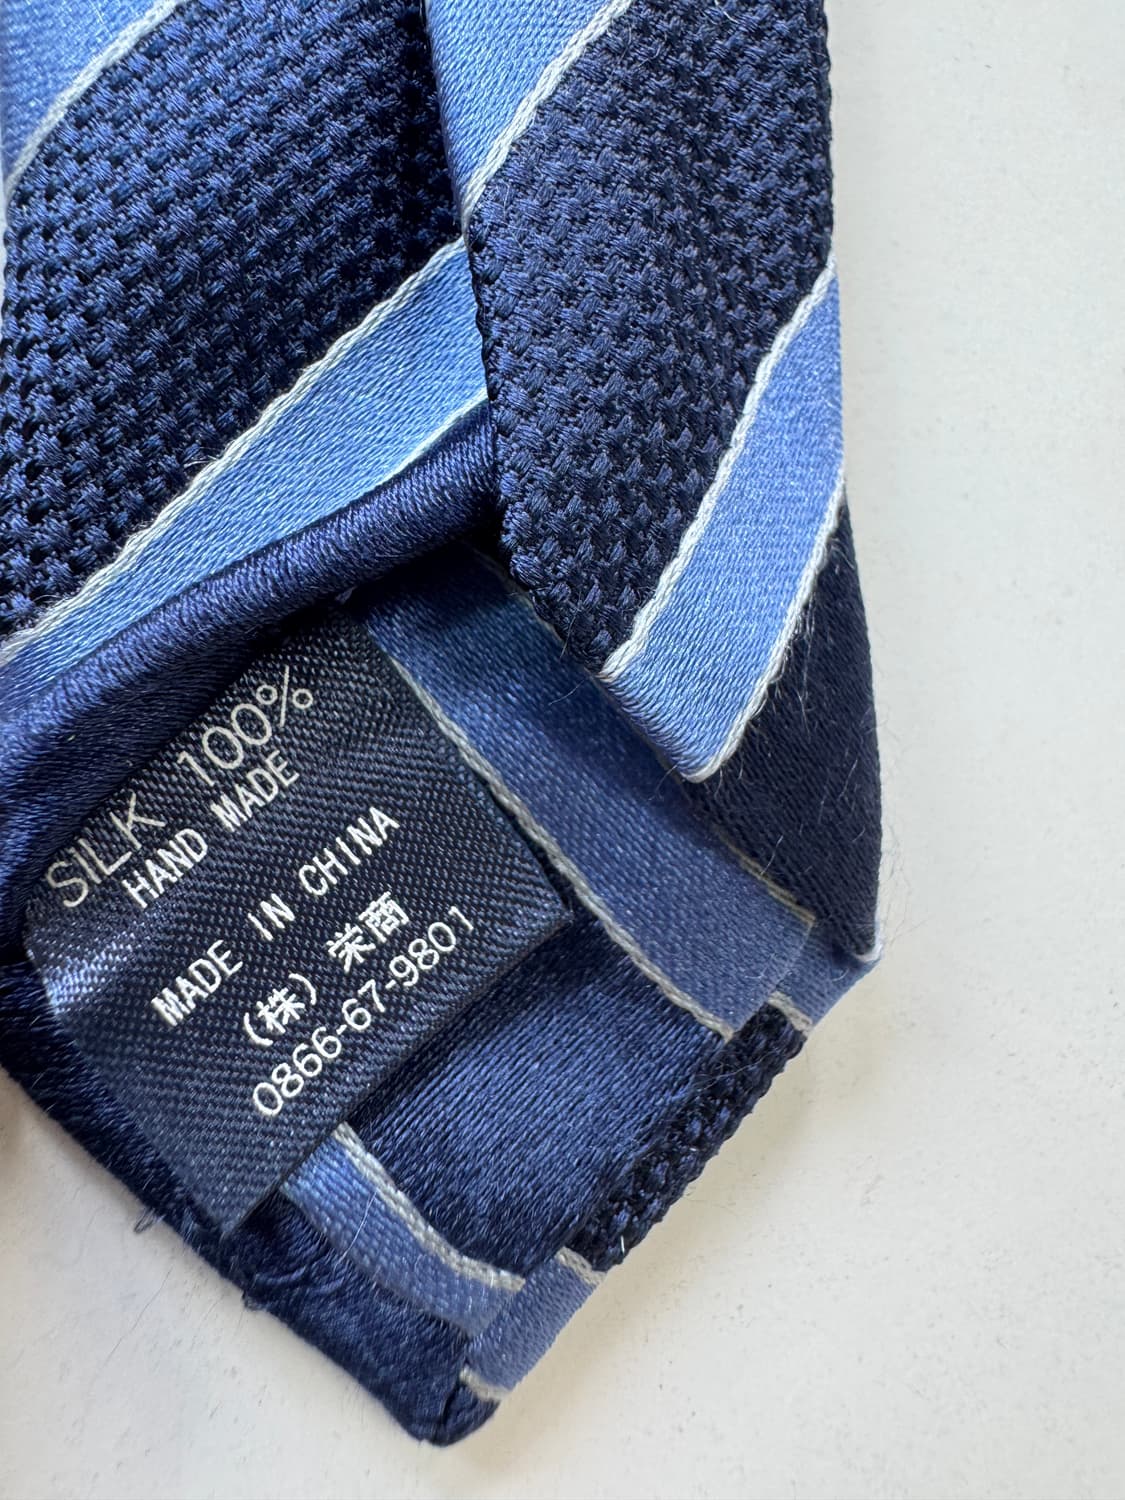 SILK 100%
HAND MADE
MADE IN CHINA
(株) 栄商
0866-67-9801